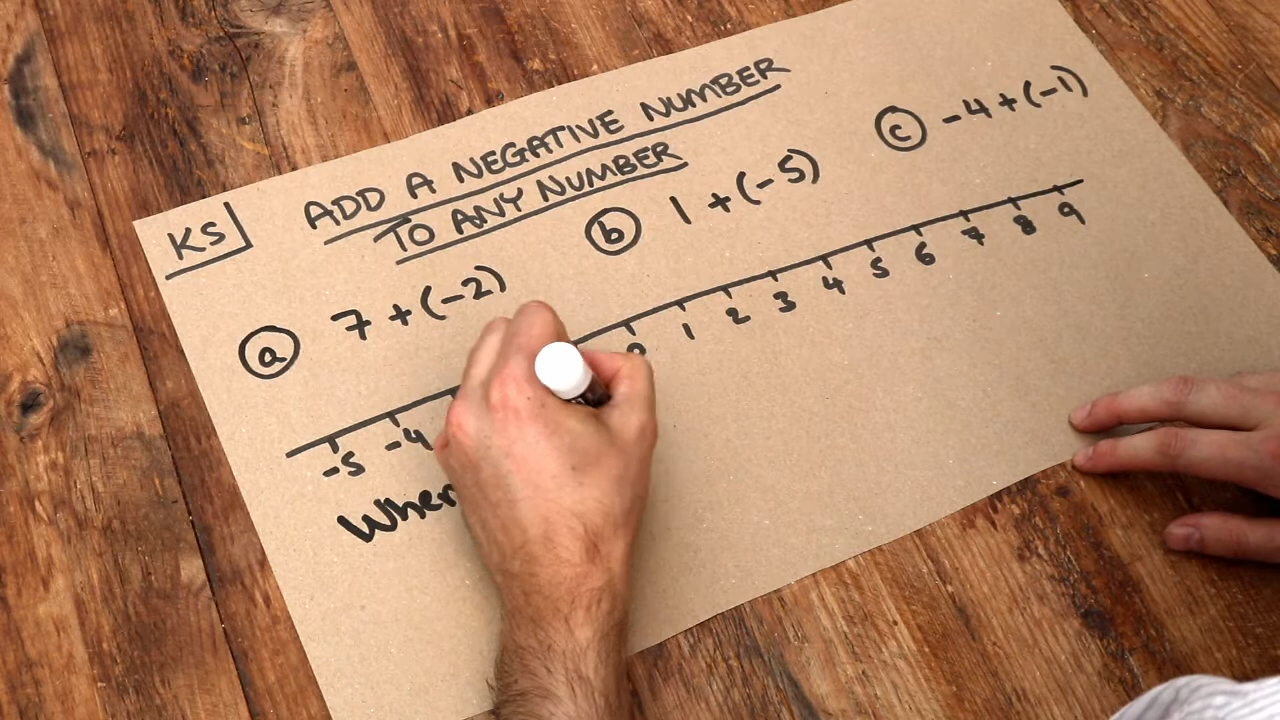 KS
ADD A NEGATIVE NUMBER
TO ANY NUMBER
a 7 + (-2)
b 1 + (-5)
c -4 + (-1)
-5 -4 0 1 2 3 4 5 6 7 8 9